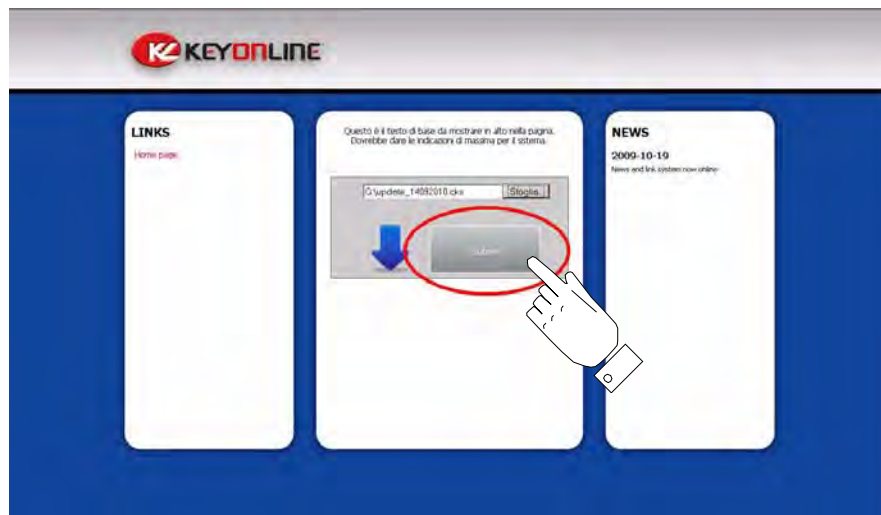 KEYONLINE
LINKS
Home page
Questo è il testo di base da mostrare in alto nella pagina.
Dovrebbe dare le indicazioni di massima per il sistema.
G:\update_14092010.cks
Sfoglia...
Submit
NEWS
2009-10-19
News and link system now online